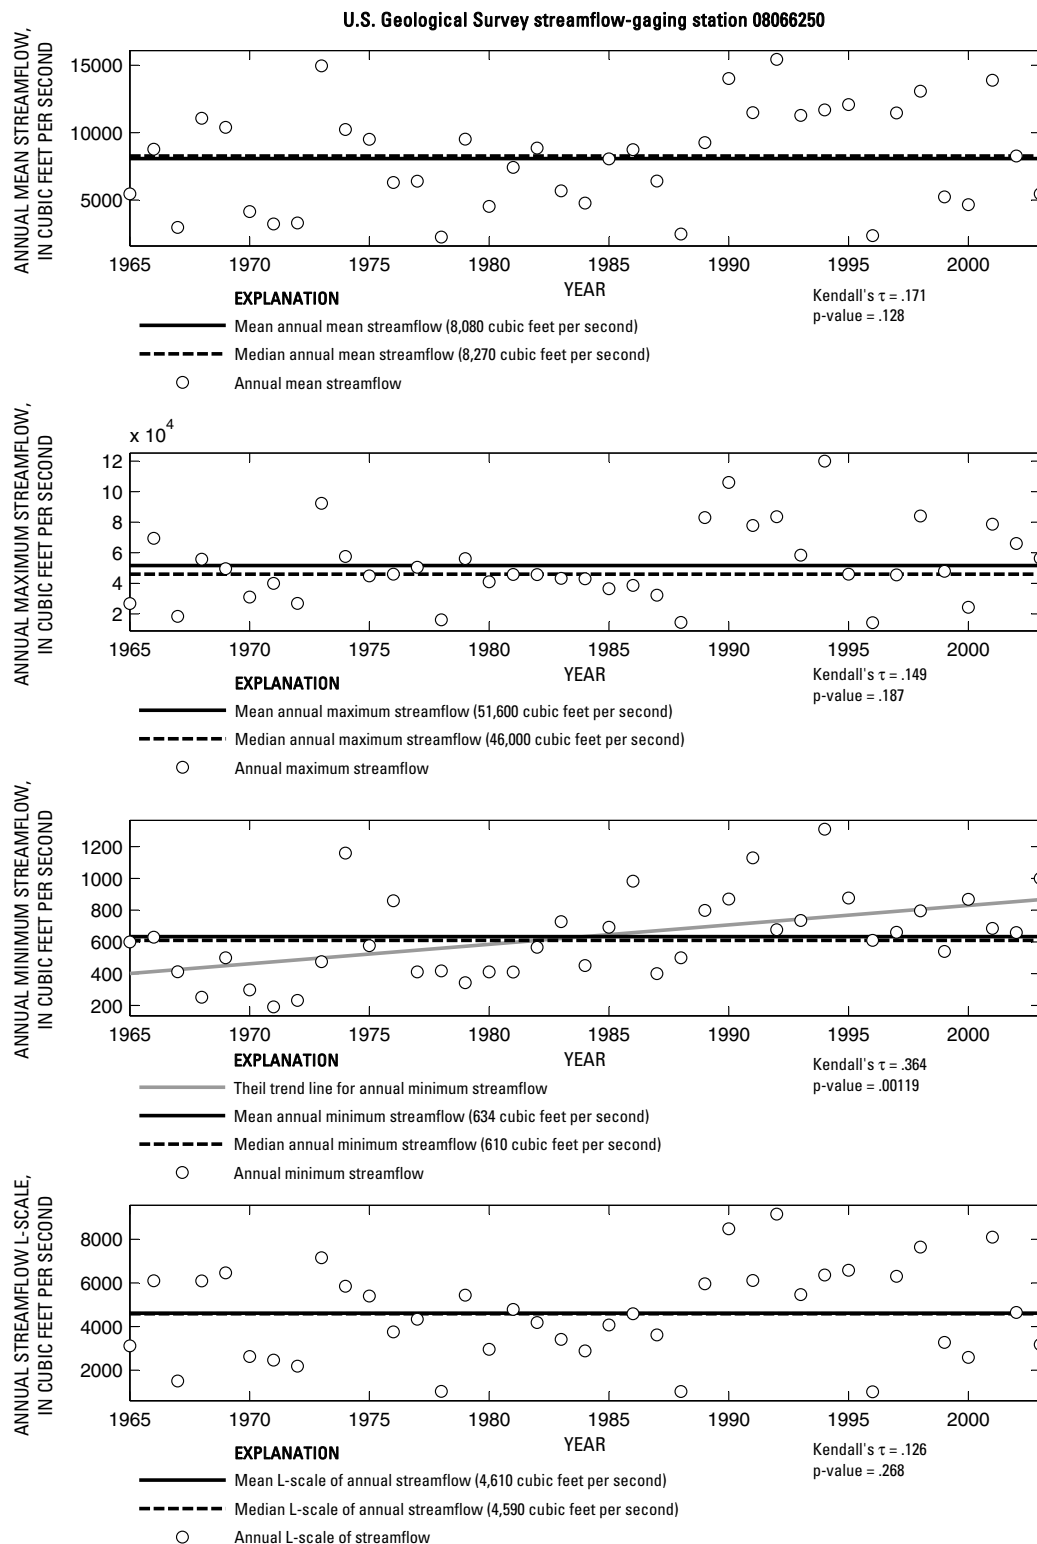 U.S. Geological Survey streamflow-gaging station 08066250
ANNUAL MEAN STREAMFLOW,
IN CUBIC FEET PER SECOND
15000
10000
5000
1965 1970 1975 1980 1985 1990 1995 2000
YEAR
EXPLANATION
Mean annual mean streamflow (8,080 cubic feet per second)
Median annual mean streamflow (8,270 cubic feet per second)
Annual mean streamflow
Kendall's τ = .171
p-value = .128
ANNUAL MAXIMUM STREAMFLOW,
IN CUBIC FEET PER SECOND
x 10^4
12
10
8
6
4
2
1965 1970 1975 1980 1985 1990 1995 2000
YEAR
EXPLANATION
Mean annual maximum streamflow (51,600 cubic feet per second)
Median annual maximum streamflow (46,000 cubic feet per second)
Annual maximum streamflow
Kendall's τ = .149
p-value = .187
ANNUAL MINIMUM STREAMFLOW,
IN CUBIC FEET PER SECOND
1200
1000
800
600
400
200
1965 1970 1975 1980 1985 1990 1995 2000
YEAR
EXPLANATION
Theil trend line for annual minimum streamflow
Mean annual minimum streamflow (634 cubic feet per second)
Median annual minimum streamflow (610 cubic feet per second)
Annual minimum streamflow
Kendall's τ = .364
p-value = .00119
ANNUAL STREAMFLOW L-SCALE,
IN CUBIC FEET PER SECOND
8000
6000
4000
2000
1965 1970 1975 1980 1985 1990 1995 2000
YEAR
EXPLANATION
Mean L-scale of annual streamflow (4,610 cubic feet per second)
Median L-scale of annual streamflow (4,590 cubic feet per second)
Annual L-scale of streamflow
Kendall's τ = .126
p-value = .268